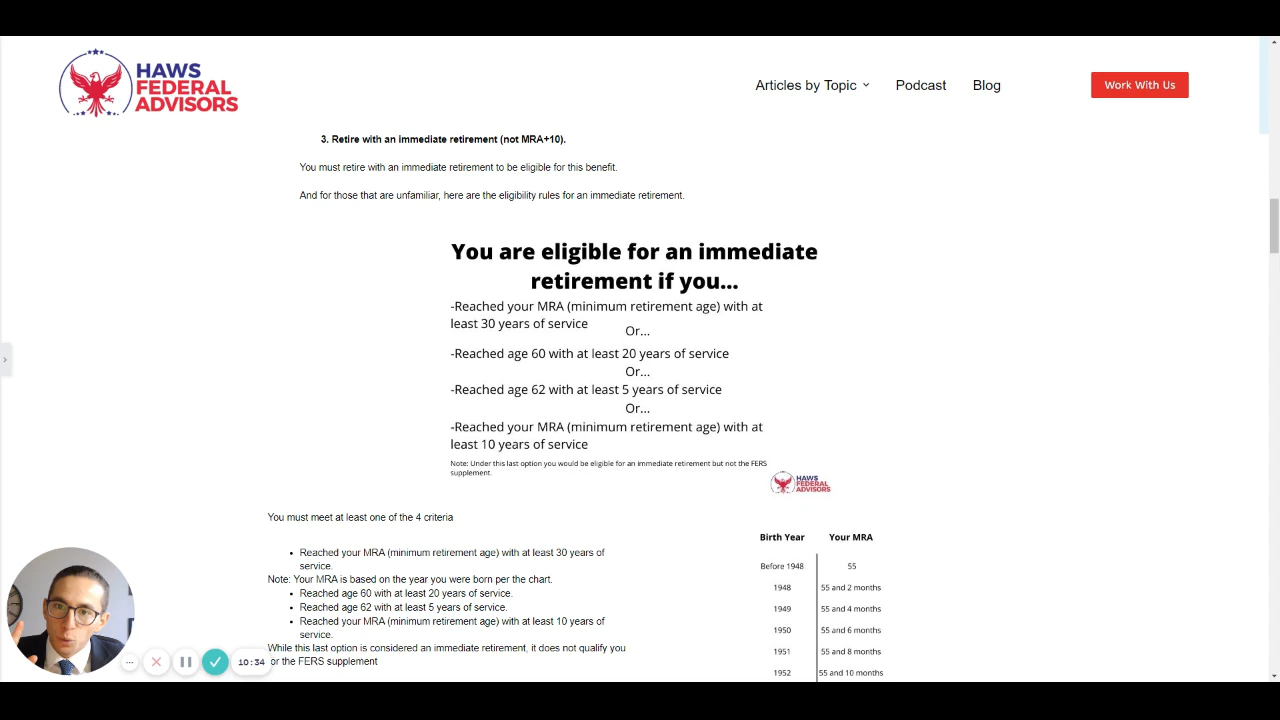 HAWS
FEDERAL
ADVISORS
Articles by Topic
Podcast
Blog
Work With Us
3. Retire with an immediate retirement (not MRA+10).
You must retire with an immediate retirement to be eligible for this benefit.
And for those that are unfamiliar, here are the eligibility rules for an immediate retirement.
You are eligible for an immediate
retirement if you...
-Reached your MRA (minimum retirement age) with at
least 30 years of service
Or...
-Reached age 60 with at least 20 years of service
Or...
-Reached age 62 with at least 5 years of service
Or...
-Reached your MRA (minimum retirement age) with at
least 10 years of service
Note: Under this last option you would be eligible for an immediate retirement but not the FERS
supplement.
HAWS
FEDERAL
ADVISORS
You must meet at least one of the 4 criteria
• Reached your MRA (minimum retirement age) with at least 30 years of
service.
Note: Your MRA is based on the year you were born per the chart.
• Reached age 60 with at least 20 years of service.
• Reached age 62 with at least 5 years of service.
• Reached your MRA (minimum retirement age) with at least 10 years of
service.
While this last option is considered an immediate retirement, it does not qualify you
or the FERS supplement
Birth Year Your MRA
Before 1948 55
1948 55 and 2 months
1949 55 and 4 months
1950 55 and 6 months
1951 55 and 8 months
1952 55 and 10 months
10:34